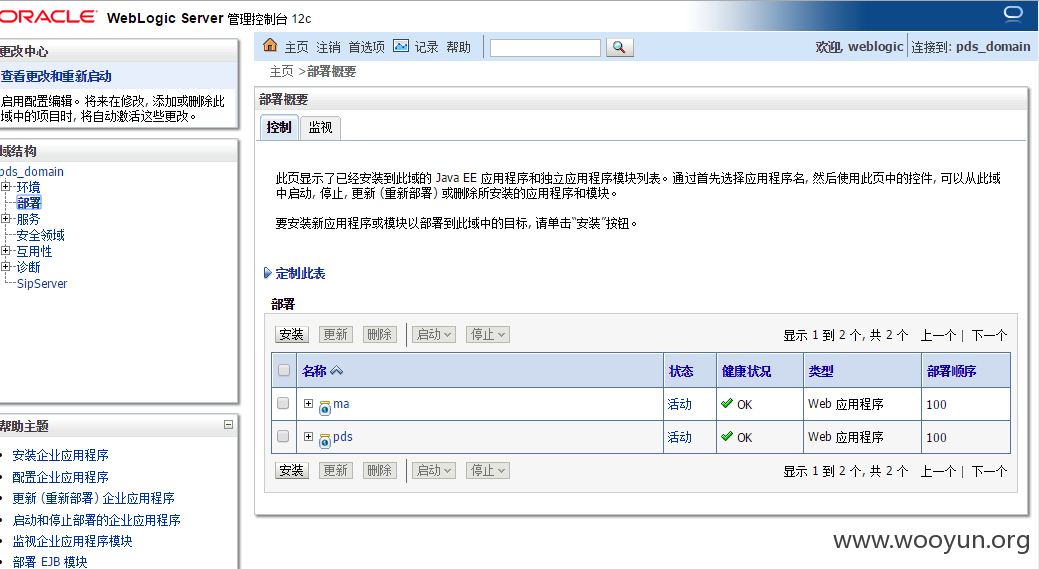 ORACLE WebLogic Server 管理控制台 12c
更改中心
查看更改和重新启动
启用配置编辑。将来在修改, 添加或删除此
域中的项目时, 将自动激活这些更改。
域结构
pds_domain
环境
部署
服务
安全领域
互用性
诊断
SipServer
帮助主题
安装企业应用程序
配置企业应用程序
更新 (重新部署) 企业应用程序
启动和停止部署的企业应用程序
监视企业应用程序模块
部署 EJB 模块
主页 注销 首选项 记录 帮助
欢迎, weblogic 连接到: pds_domain
主页 >部署概要
部署概要
控制 监视
此页显示了已经安装到此域的 Java EE 应用程序和独立应用程序模块列表。通过首先选择应用程序名, 然后使用此页中的控件, 可以从此域
中启动, 停止, 更新 (重新部署) 或删除所安装的应用程序和模块。
要安装新应用程序或模块以部署到此域中的目标, 请单击“安装”按钮。
定制此表
部署
安装 更新 删除 启动 停止 显示 1 到 2 个, 共 2 个 上一个 | 下一个
名称 状态 健康状况 类型 部署顺序
ma 活动 OK Web 应用程序 100
pds 活动 OK Web 应用程序 100
安装 更新 删除 启动 停止 显示 1 到 2 个, 共 2 个 上一个 | 下一个
www.wooyun.org